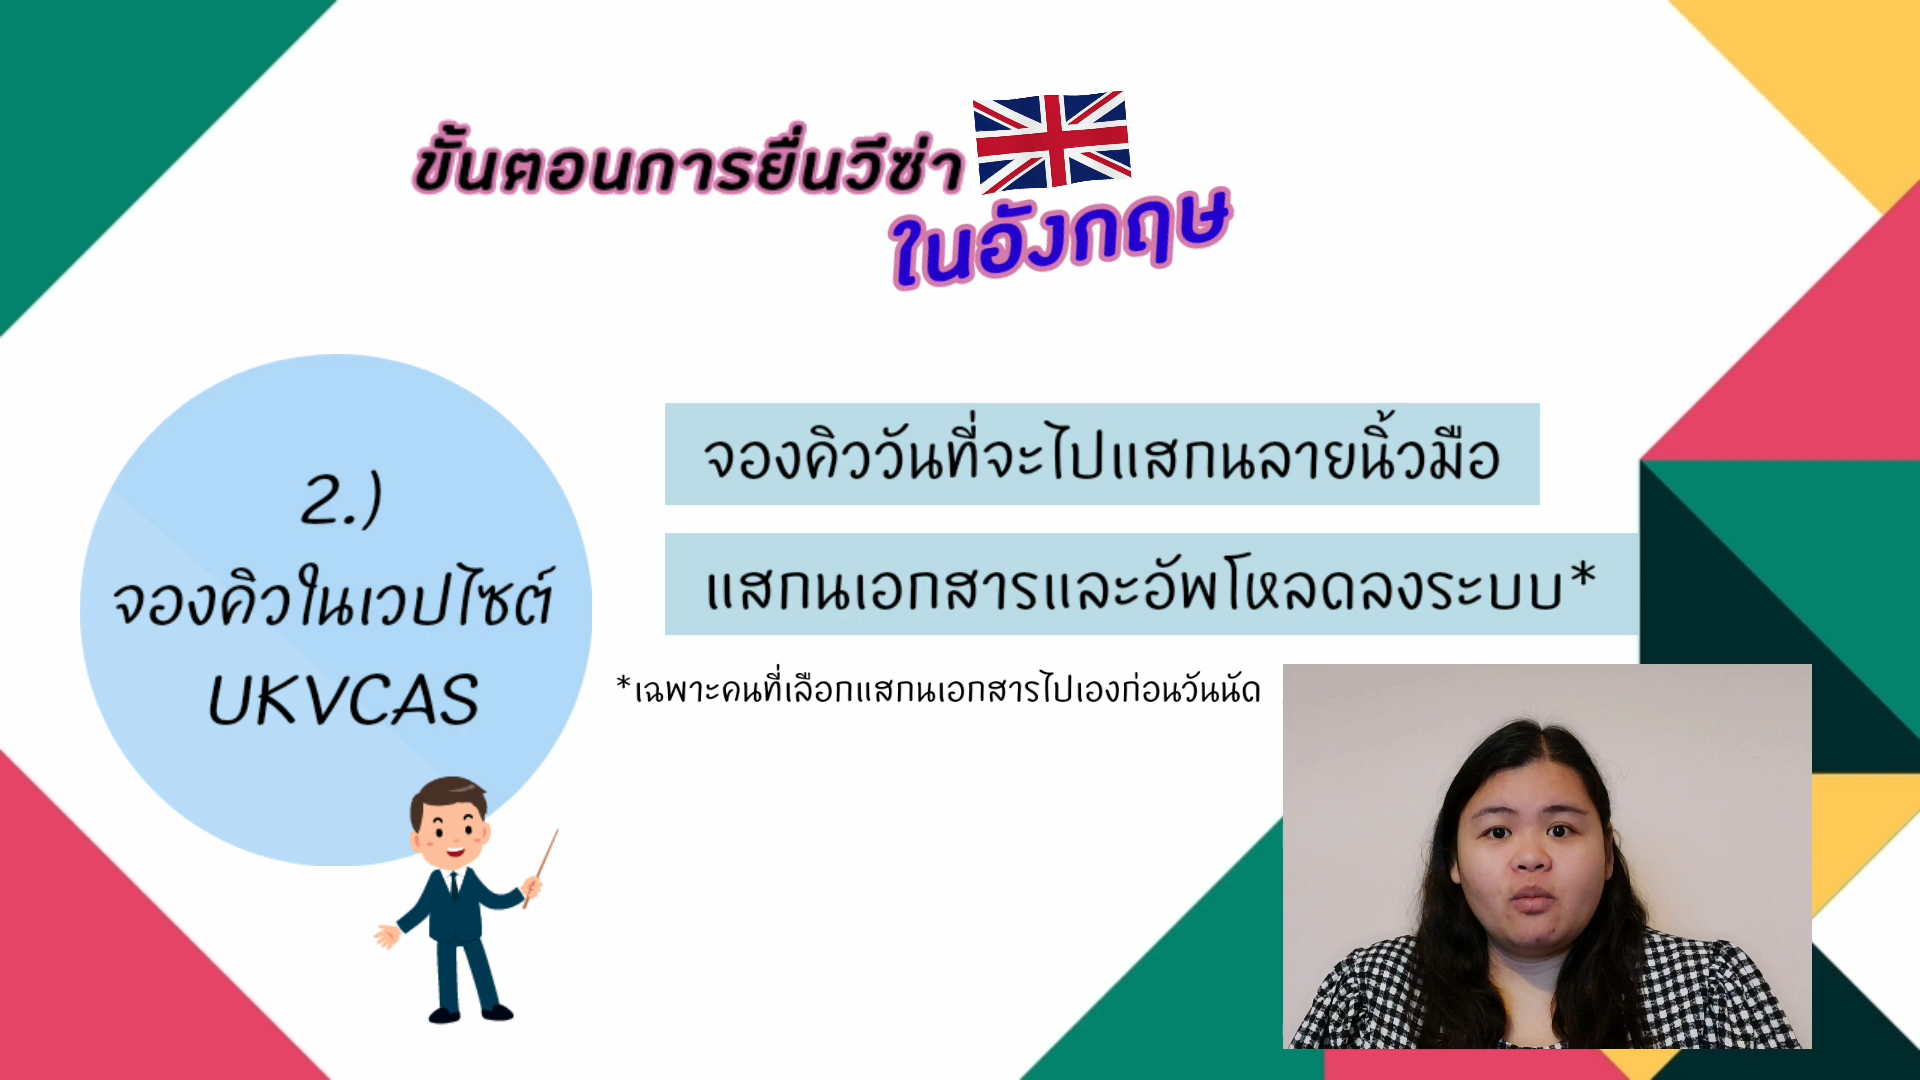 ขั้นตอนการยื่นวีซ่า
ในอังกฤษ
2.)
จองคิวในเวปไซต์
UKVCAS
จองคิววันที่จะไปแสกนลายนิ้วมือ
แสกนเอกสารและอัพโหลดลงระบบ*
*เฉพาะคนที่เลือกแสกนเอกสารไปเองก่อนวันนัด